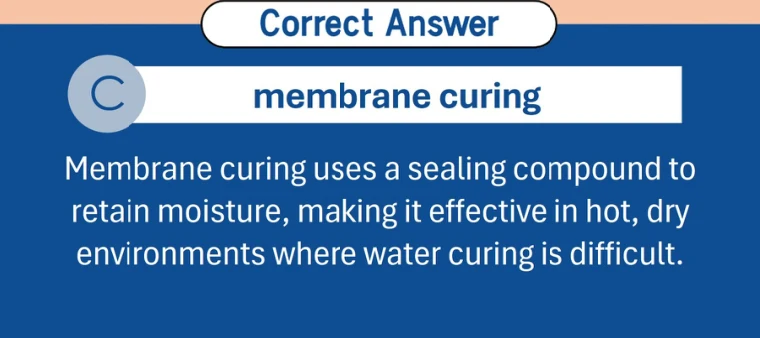 Correct Answer
C
membrane curing
Membrane curing uses a sealing compound to
retain moisture, making it effective in hot, dry
environments where water curing is difficult.